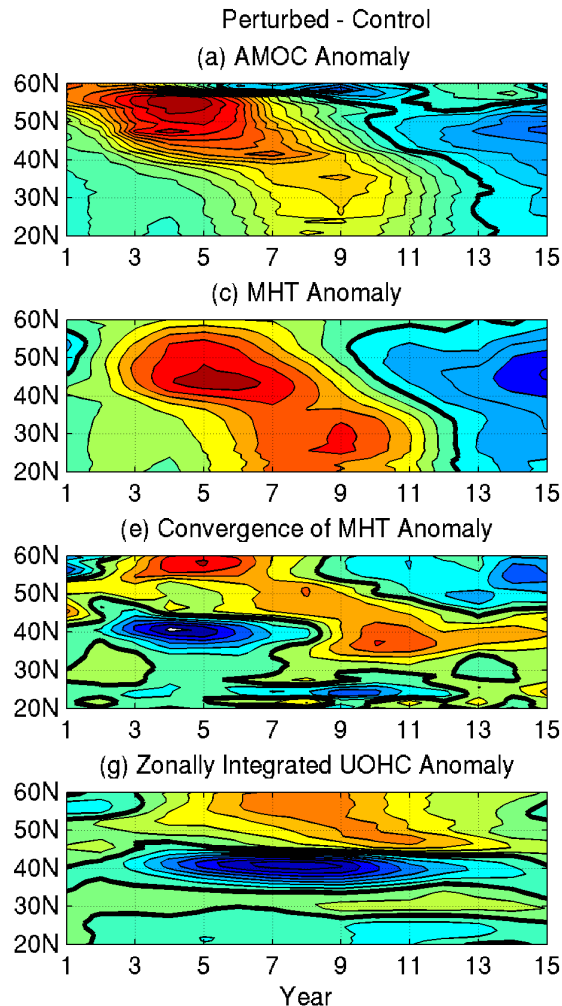 Perturbed - Control
(a) AMOC Anomaly
60N
50N
40N
30N
20N
1 3 5 7 9 11 13 15
(c) MHT Anomaly
60N
50N
40N
30N
20N
1 3 5 7 9 11 13 15
(e) Convergence of MHT Anomaly
60N
50N
40N
30N
20N
1 3 5 7 9 11 13 15
(g) Zonally Integrated UOHC Anomaly
60N
50N
40N
30N
20N
1 3 5 7 9 11 13 15
Year